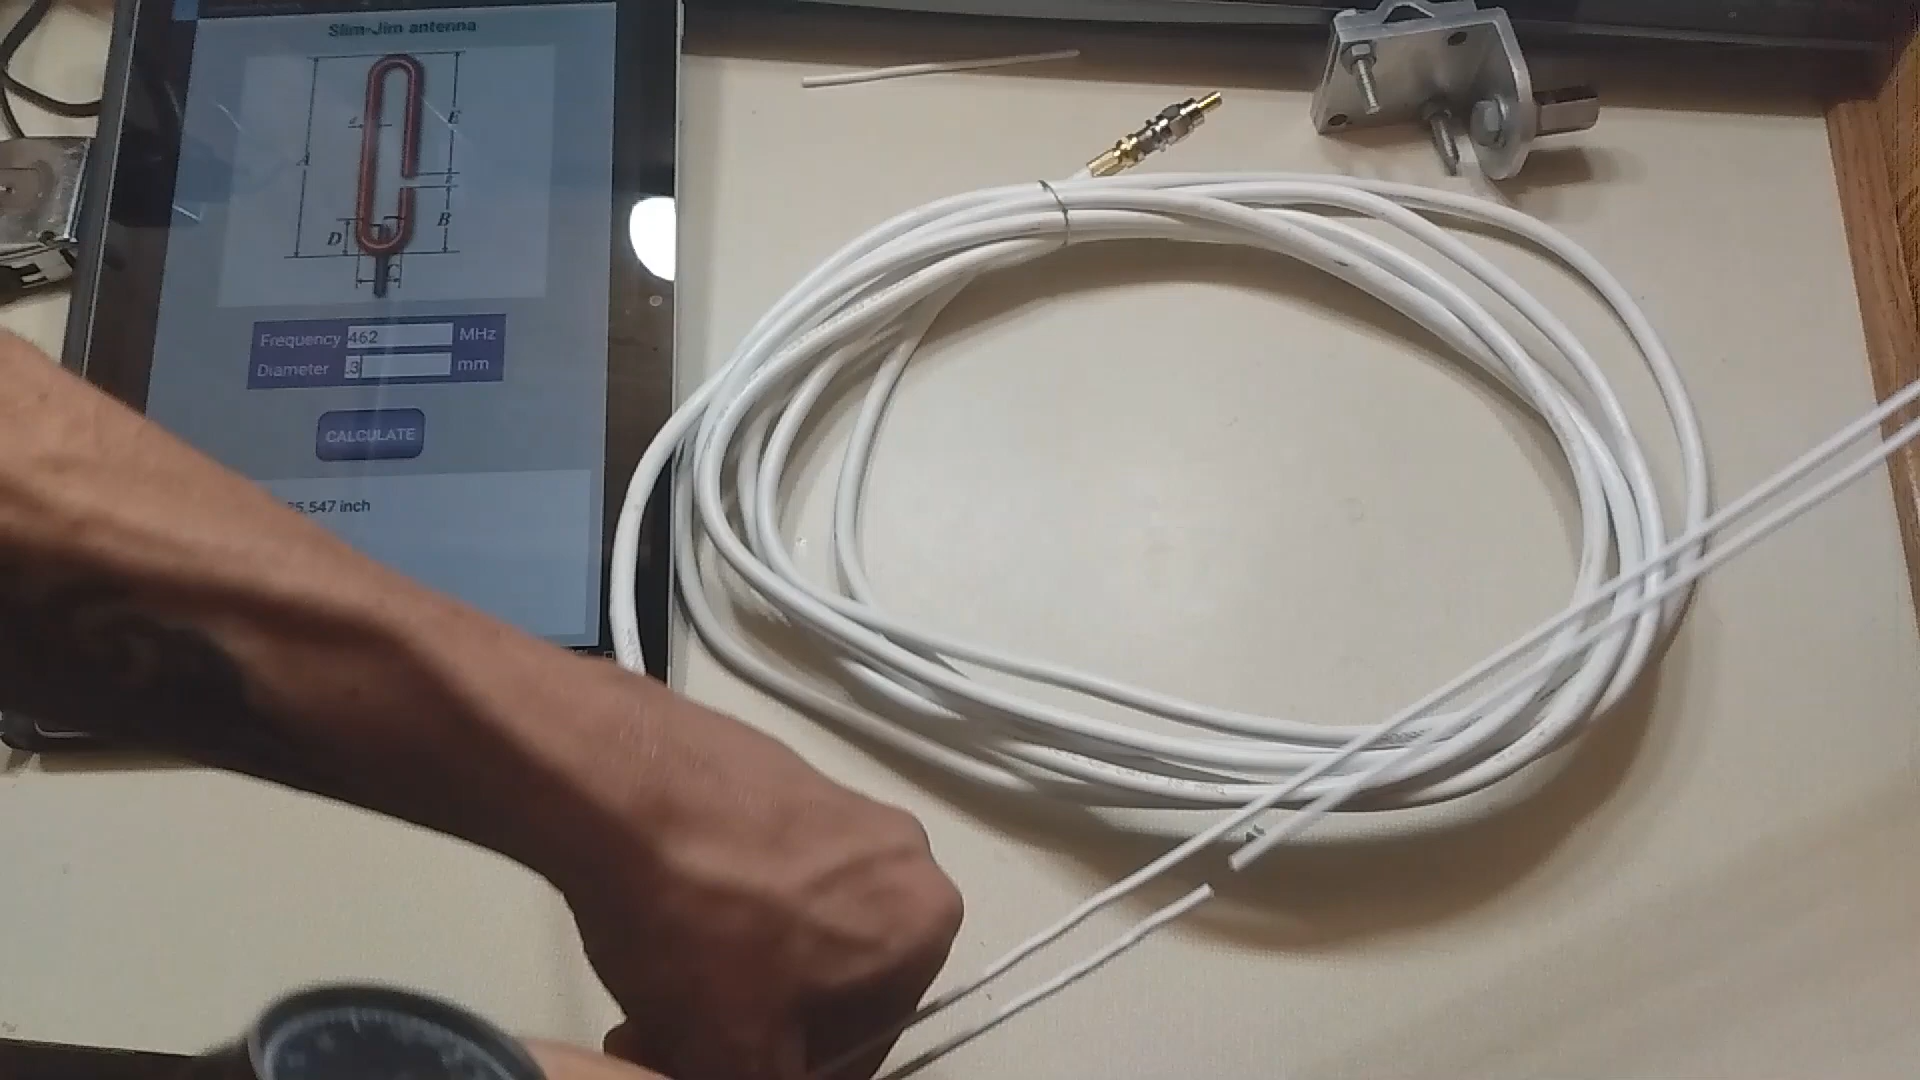 Slim-Jim antenna
E
A
B
D
C
Frequency 462 MHz
Diameter .3 mm
CALCULATE
25,547 inch